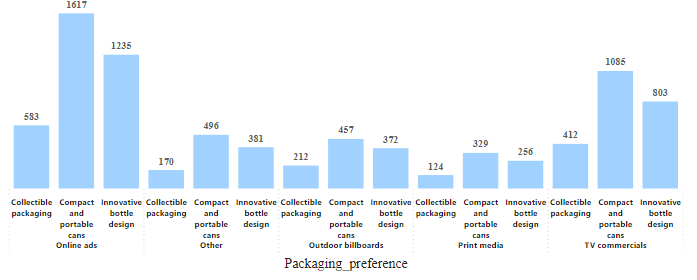 1617
1235
1085
803
583
496
457
412
381
372
329
256
212
170
124
Collectible Compact Innovative Collectible Compact Innovative Collectible Compact Innovative Collectible Compact Innovative Collectible Compact Innovative
packaging and bottle packaging and bottle packaging and bottle packaging and bottle packaging and bottle
portable design portable design portable design portable design portable design
cans cans cans cans cans
Online ads Other Outdoor billboards Print media TV commercials
Packaging_preference